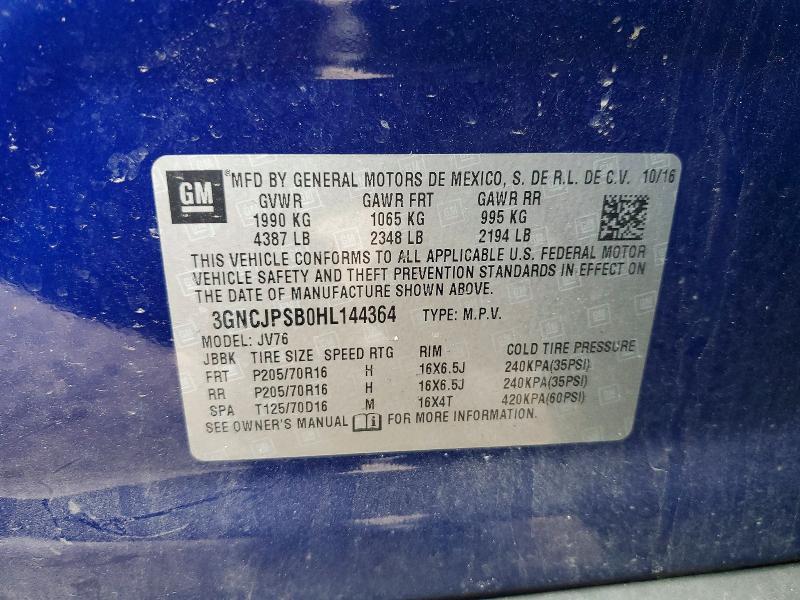 GM ® MFD BY GENERAL MOTORS DE MEXICO, S. DE R.L. DE C.V. 10/16
GVWR GAWR FRT GAWR RR
1990 KG 1065 KG 995 KG
4387 LB 2348 LB 2194 LB
THIS VEHICLE CONFORMS TO ALL APPLICABLE U.S. FEDERAL MOTOR
VEHICLE SAFETY AND THEFT PREVENTION STANDARDS IN EFFECT ON
THE DATE OF MANUFACTURE SHOWN ABOVE.
3GNCJPSB0HL144364 TYPE: M.P.V.
MODEL: JV76
JBBK TIRE SIZE SPEED RTG RIM COLD TIRE PRESSURE
FRT P205/70R16 H 16X6.5J 240KPA(35PSI)
RR P205/70R16 H 16X6.5J 240KPA(35PSI)
SPA T125/70D16 M 16X4T 420KPA(60PSI)
SEE OWNER'S MANUAL FOR MORE INFORMATION